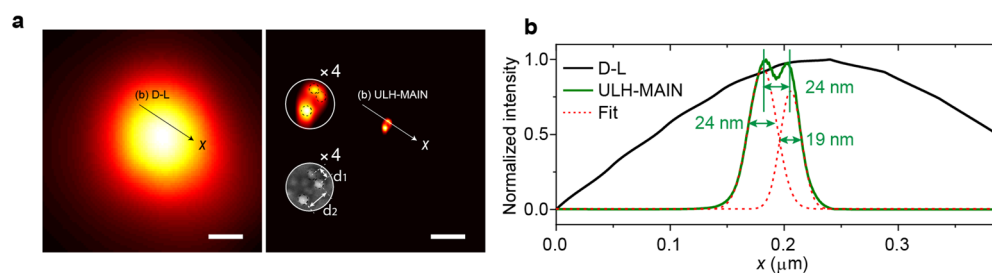 a
(b) D-L
x
×4
(b) ULH-MAIN
x
×4
d1
d2
b
Normalized intensity
1.0
0.5
0.0
D-L
ULH-MAIN
Fit
24 nm
24 nm
19 nm
0.0
0.1
0.2
0.3
x (μm)